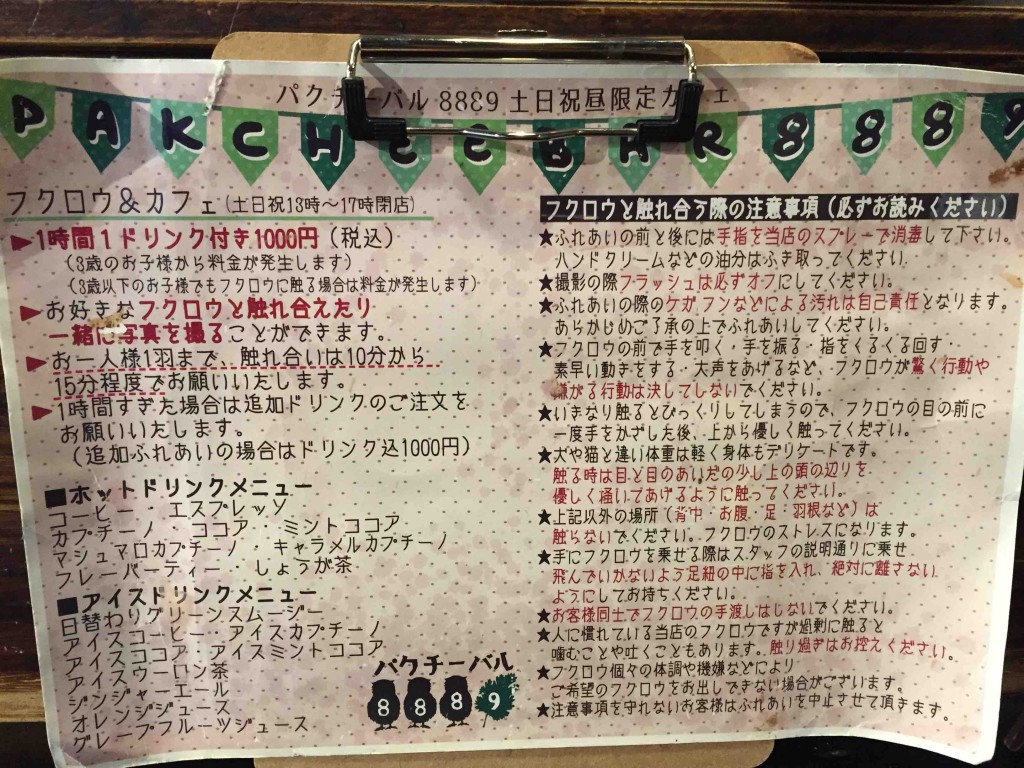 パクチーバル 8889 土日祝昼限定カフェ
PAKCHEEBAR8889
フクロウ&カフェ(土日祝13時〜17時閉店)
▶1時間1ドリンク付き1000円(税込)
(3歳のお子様から料金が発生します)
(3歳以下のお子様でもフクロウに触る場合は料金が発生します)
▶お好きなフクロウと触れ合えたり
一緒に写真を撮ることができます。
▶お一人様1羽まで、触れ合いは10分から
15分程度でお願いいたします。
▶1時間すぎた場合は追加ドリンクのご注文を
お願いいたします。
(追加ふれあいの場合はドリンク込1000円)
■ホットドリンクメニュー
コーヒー・エスプレッソ
カプチーノ・ココア・ミントココア
マシュマロカプチーノ・キャラメルカプチーノ
フレーバーティー・しょうが茶
■アイスドリンクメニュー
日替わりグリーンスムージー
アイスコーヒー・アイスカプチーノ
アイスココア・アイスミントココア
アイスウーロン茶
ジンジャーエール
オレンジジュース
グレープフルーツジュース
パクチーバル
8889
フクロウと触れ合う際の注意事項(必ずお読みください)
★ふれあいの前と後には手指を当店のスプレーで消毒して下さい。
ハンドクリームなどの油分はふき取ってください。
★撮影の際フラッシュは必ずオフにしてください。
★ふれあいの際のケガ フンなどによる汚れは自己責任となります。
あらかじめご了承の上でふれあいしてください。
★フクロウの前で手を叩く・手を振る・指をくるくる回す・
素早い動きをする・大声をあげるなど、フクロウが驚く行動や
嫌がる行動は決してしないでください。
★いきなり触るとびっくりしてしまうので、フクロウの目の前に
一度手をかざした後、上から優しく触ってください。
★犬や猫と違い体重は軽く身体もデリケートです。
触る時は目と目のあいだの少し上の頭の辺りを
優しく掻いてあげるように触ってください。
★上記以外の場所(背中・お腹・足・羽根など)は
触らないでください。フクロウのストレスになります。
★手にフクロウを乗せる際はスタッフの説明通りに乗せ
飛んでいかないよう足紐の中に指を入れ、絶対に離さない
ようにしてお持ちください。
★お客様同士でフクロウの手渡しはしないでください。
★人に慣れている当店のフクロウですが過剰に触ると
噛むことや吐くこともあります。触り過ぎはお控えください。
★フクロウ個々の体調や機嫌などにより
ご希望のフクロウをお出しできない場合がございます。
★注意事項を守れないお客様はふれあいを中止させて頂きます。